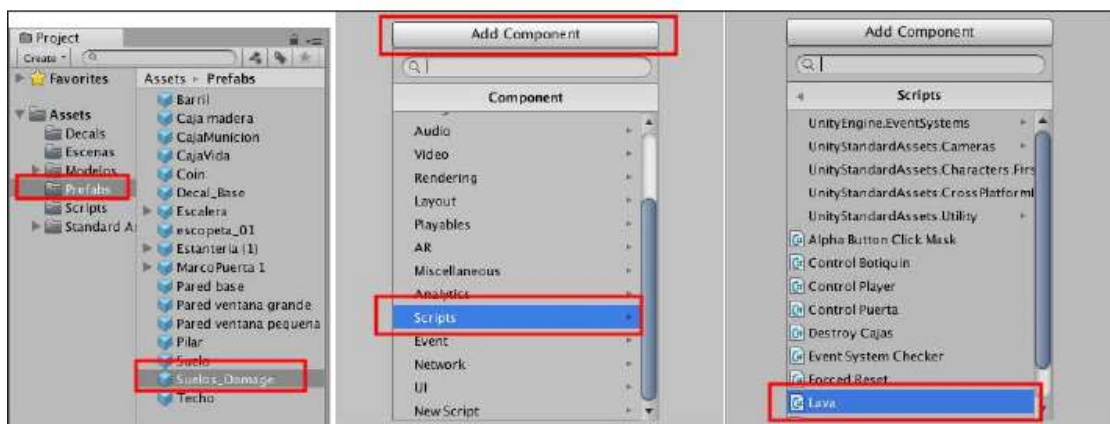 Project
Create
Favorites
Assets
Decals
Escenas
Modelos
Prefabs
Scripts
Standard A
Assets Prefabs
Barril
Caja madera
CajaMunicion
CajaVida
Coin
Decal_Base
Escalera
escopeta_01
Estanteria (1)
MarcoPuerta 1
Pared base
Pared ventana grande
Pared ventana pequena
Pilar
Suelo
Suelos_Damage
Techo
Add Component
Component
Audio
Video
Rendering
Layout
Playables
AR
Miscellaneous
Analytics
Scripts
Event
Network
UI
New Script
Add Component
Scripts
UnityEngine.EventSystems
UnityStandardAssets.Cameras
UnityStandardAssets.Characters.Firs
UnityStandardAssets.CrossPlatformI
UnityStandardAssets.Utility
Alpha Button Click Mask
Control Botiquin
Control Player
Control Puerta
Destroy Cajas
Event System Checker
Forced Reset
Lava